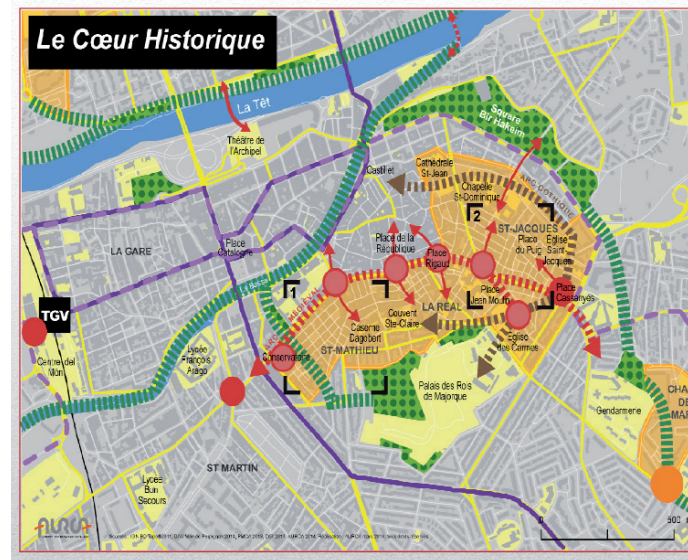 Le Cœur Historique
La Têt
Square
Bir Hakeim
Théâtre de
l'Archipel
Castillet
Cathédrale
St-Jean
Chapelle
St-Dominique
ARC GOTHIQUE
2
ST-JACQUES
LA GARE
Place
Catalogne
Place de la
République
Place
Rigaud
Place
du Puig
Église
Saint
Jacques
TGV
1
Place
Jean Moulin
Place
Cassanyes
LA REAL
Centre del
Món
Caserne
Dagobert
Couvent
Ste-Claire
Église
des Carmes
Lycée
François
Arago
Conservatoire
ST-MATHIEU
Palais des Rois
de Majorque
Gendarmerie
ST MARTIN
Lycée
Bon
Secours
AURCA
0